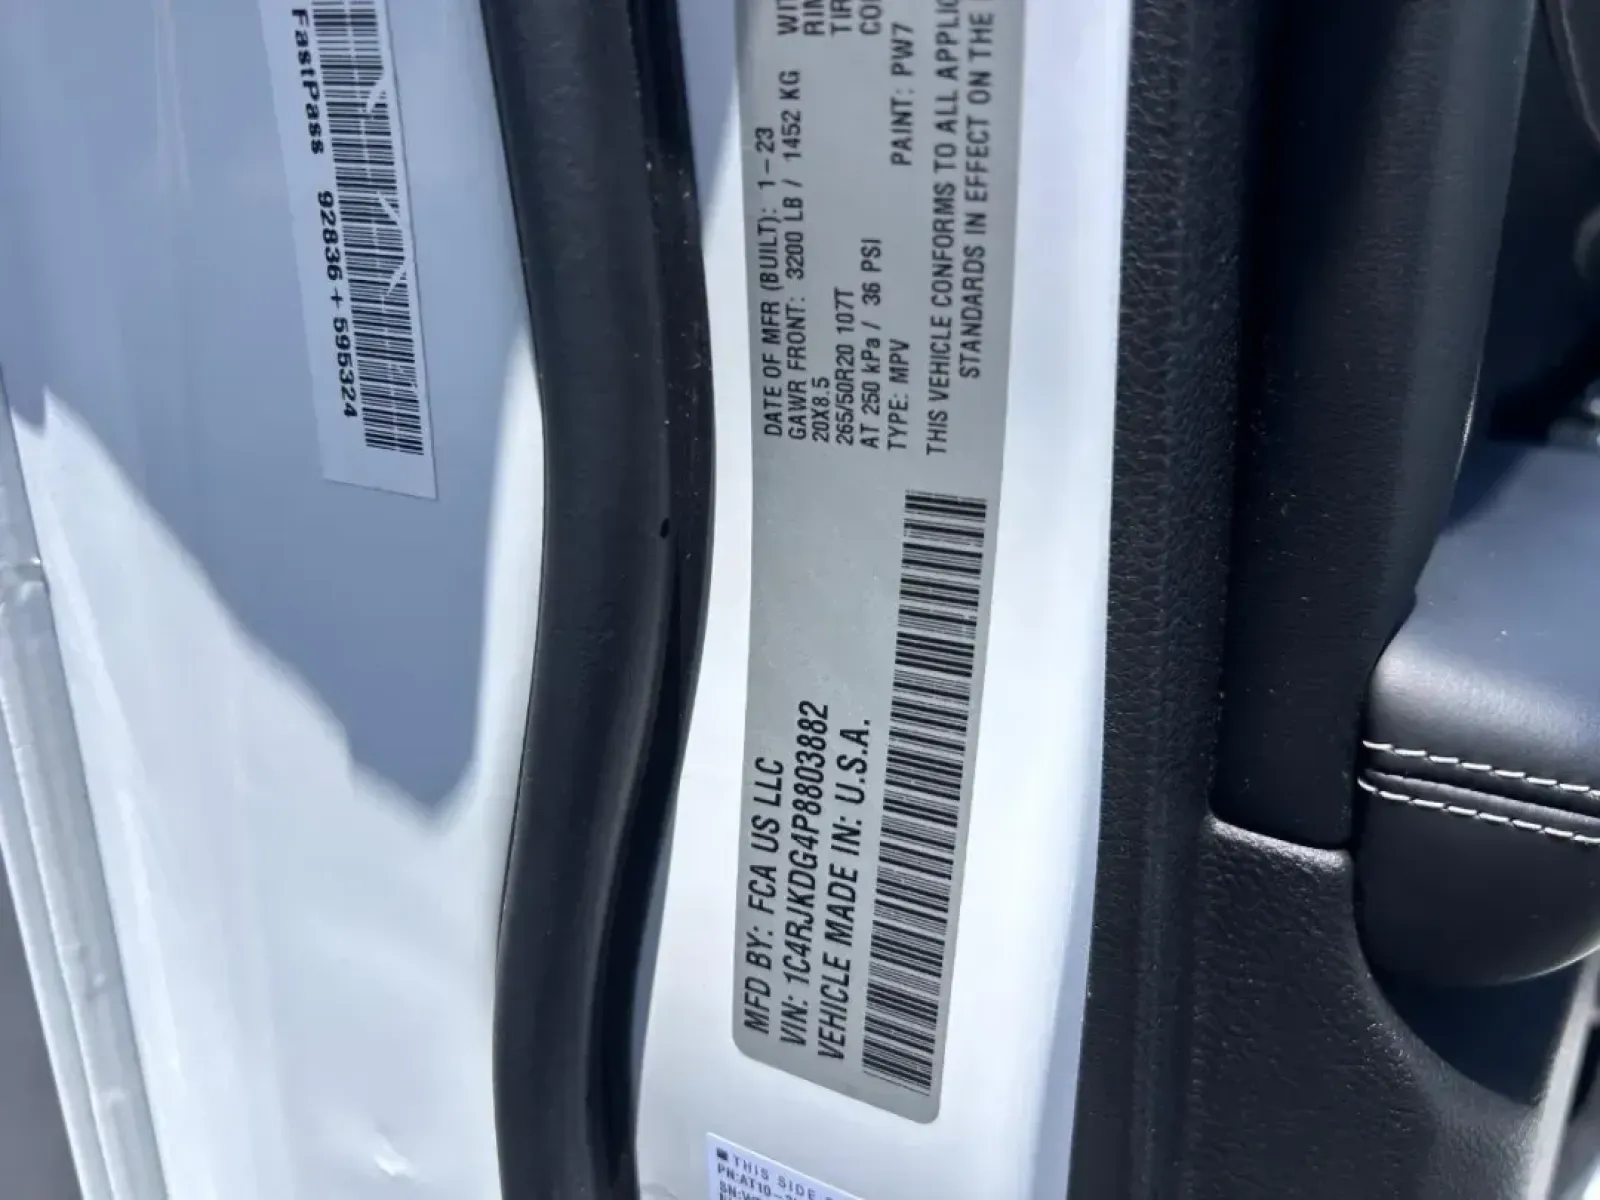 FastPass 92836+595324
MFD BY: FCA US LLC
VIN: 1C4RJKDG4P8803882
VEHICLE MADE IN: U.S.A.
DATE OF MFR (BUILT): 1-23
GAWR FRONT: 3200 LB / 1452 KG
20X8.5
265/50R20 107T
AT 250 kPa / 36 PSI
TYPE: MPV PAINT: PW7
THIS VEHICLE CONFORMS TO ALL
STANDARDS IN EFFECT ON THE
THIS SIDE